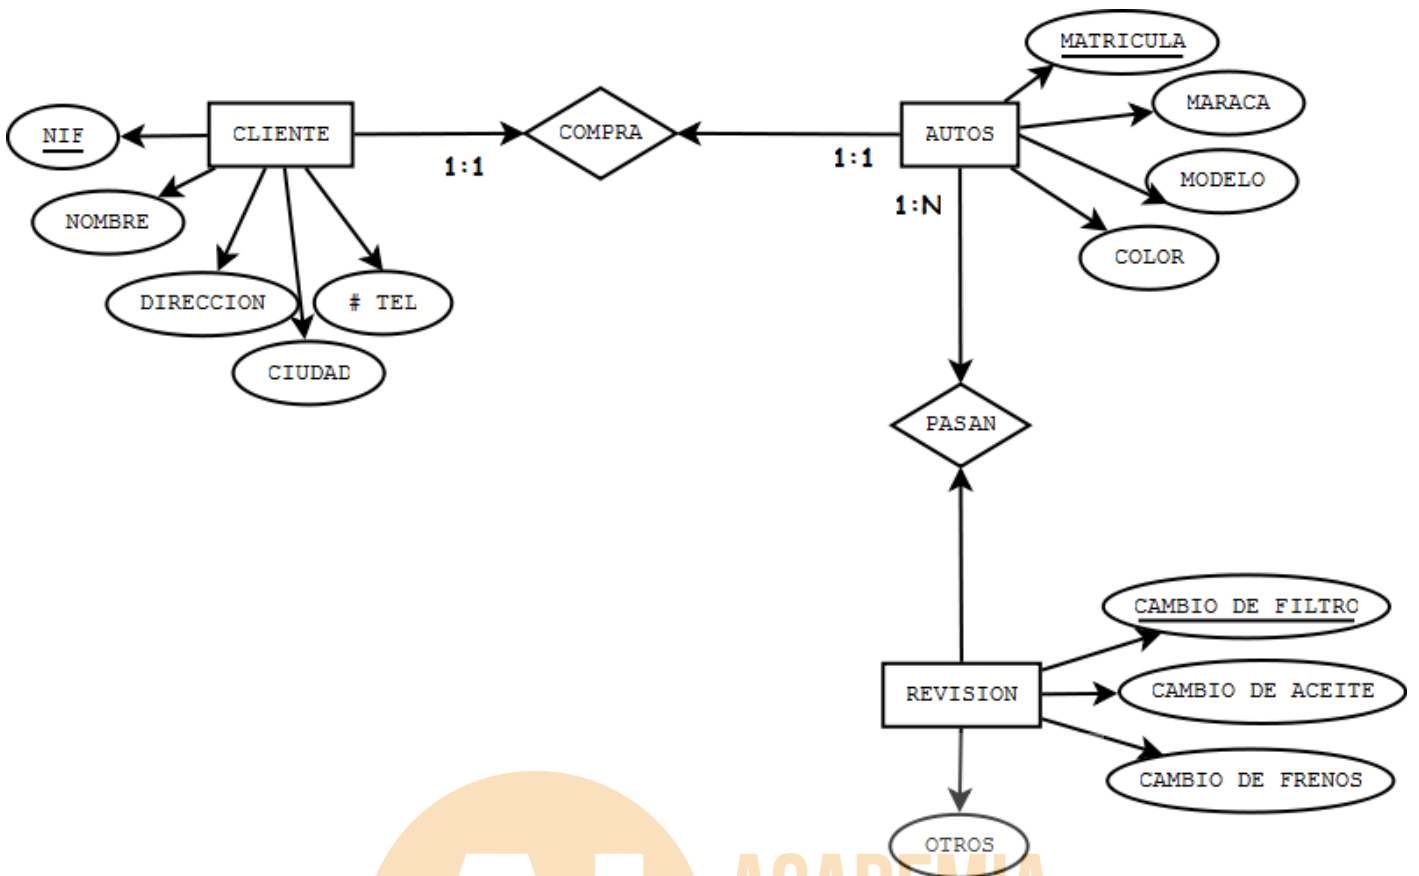 MATRICULA
MARACA
NIF
CLIENTE
COMPRA
AUTOS
1:1
1:1
MODELO
1:N
NOMBRE
COLOR
DIRECCION
# TEL
CIUDAD
PASAN
CAMBIO DE FILTRO
REVISION
CAMBIO DE ACEITE
CAMBIO DE FRENOS
OTROS
ACADEMIA